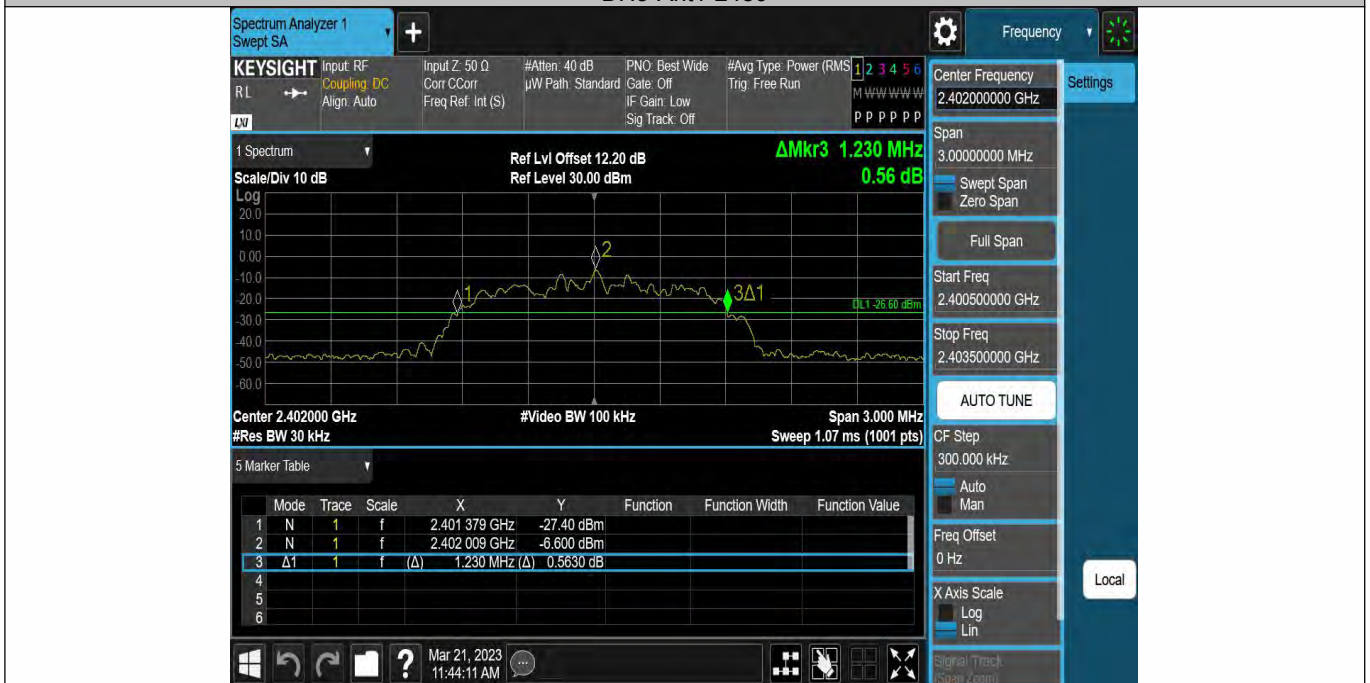 Spectrum Analyzer 1
Swept SA
+
Frequency
KEYSIGHT
RL
LXI
Input: RF
Coupling: DC
Align: Auto
Input Z: 50 Ω
Corr CCorr
Freq Ref: Int (S)
#Atten: 40 dB
µW Path: Standard
PNO: Best Wide
Gate: Off
IF Gain: Low
Sig Track: Off
#Avg Type: Power (RMS
Trig: Free Run
1 2 3 4 5 6
M W W W W W
P P P P P P
1 Spectrum
Scale/Div 10 dB
Ref Lvl Offset 12.20 dB
Ref Level 30.00 dBm
ΔMkr3 1.230 MHz
0.56 dB
Log
20.0
10.0
0.00
-10.0
-20.0
-30.0
-40.0
-50.0
-60.0
1
2
3Δ1
DL1 -26.60 dBm
Center 2.402000 GHz
#Res BW 30 kHz
#Video BW 100 kHz
Span 3.000 MHz
Sweep 1.07 ms (1001 pts)
5 Marker Table
Mode Trace Scale X Y Function Function Width Function Value
1 N 1 f 2.401 379 GHz -27.40 dBm
2 N 1 f 2.402 009 GHz -6.600 dBm
3 Δ1 1 f (Δ) 1.230 MHz (Δ) 0.5630 dB
4
5
6
Mar 21, 2023
11:44:11 AM
Center Frequency
2.402000000 GHz
Settings
Span
3.00000000 MHz
Swept Span
Zero Span
Full Span
Start Freq
2.400500000 GHz
Stop Freq
2.403500000 GHz
AUTO TUNE
CF Step
300.000 kHz
Auto
Man
Freq Offset
0 Hz
X Axis Scale
Log
Lin
Signal Track
(Span Zoom)
Local